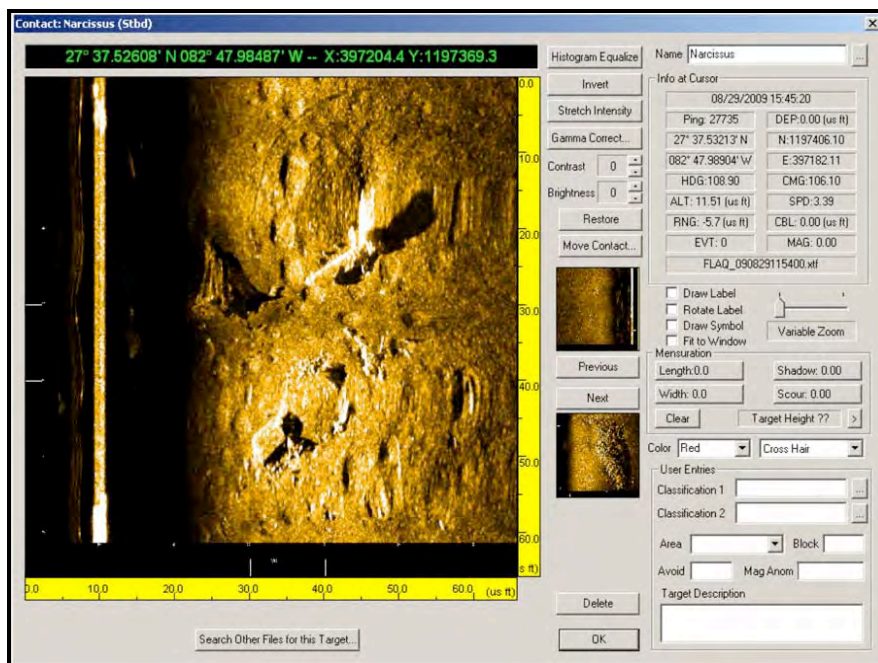 Contact: Narcissus (Stbd)
27° 37.52608' N 082° 47.98487' W -- X:397204.4 Y:1197369.3
0.0
10.0
20.0
30.0
40.0
50.0
60.0
s ft)
0.0
10.0
20.0
30.0
40.0
50.0
60.0
(us ft)
Search Other Files for this Target...
Histogram Equalize
Invert
Stretch Intensity
Gamma Correct...
Contrast 0
Brightness 0
Restore
Move Contact...
Previous
Next
Delete
OK
Name Narcissus ...
Info at Cursor
08/29/2009 15:45:20
Ping: 27735 DEP:0.00 (us ft)
27° 37.53213' N N:1197406.10
082° 47.98904' W E:397182.11
HDG:108.90 CMG:106.10
ALT: 11.51 (us ft) SPD:3.39
RNG: -5.7 (us ft) CBL: 0.00 (us ft)
EVT: 0 MAG: 0.00
FLAQ_090829115400.xtf
Draw Label
Rotate Label
Draw Symbol
Fit to Window
Variable Zoom
Mensuration
Length:0.0 Shadow: 0.00
Width: 0.0 Scour: 0.00
Clear Target Height ?? >
Color Red Cross Hair
User Entries
Classification 1 ...
Classification 2 ...
Area Block
Avoid Mag Anom
Target Description